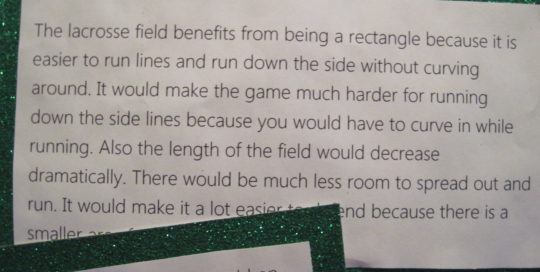 The lacrosse field benefits from being a rectangle because it is
easier to run lines and run down the side without curving
around. It would make the game much harder for running
down the side lines because you would have to curve in while
running. Also the length of the field would decrease
dramatically. There would be much less room to spread out and
run. It would make it a lot easier because there is a
smaller